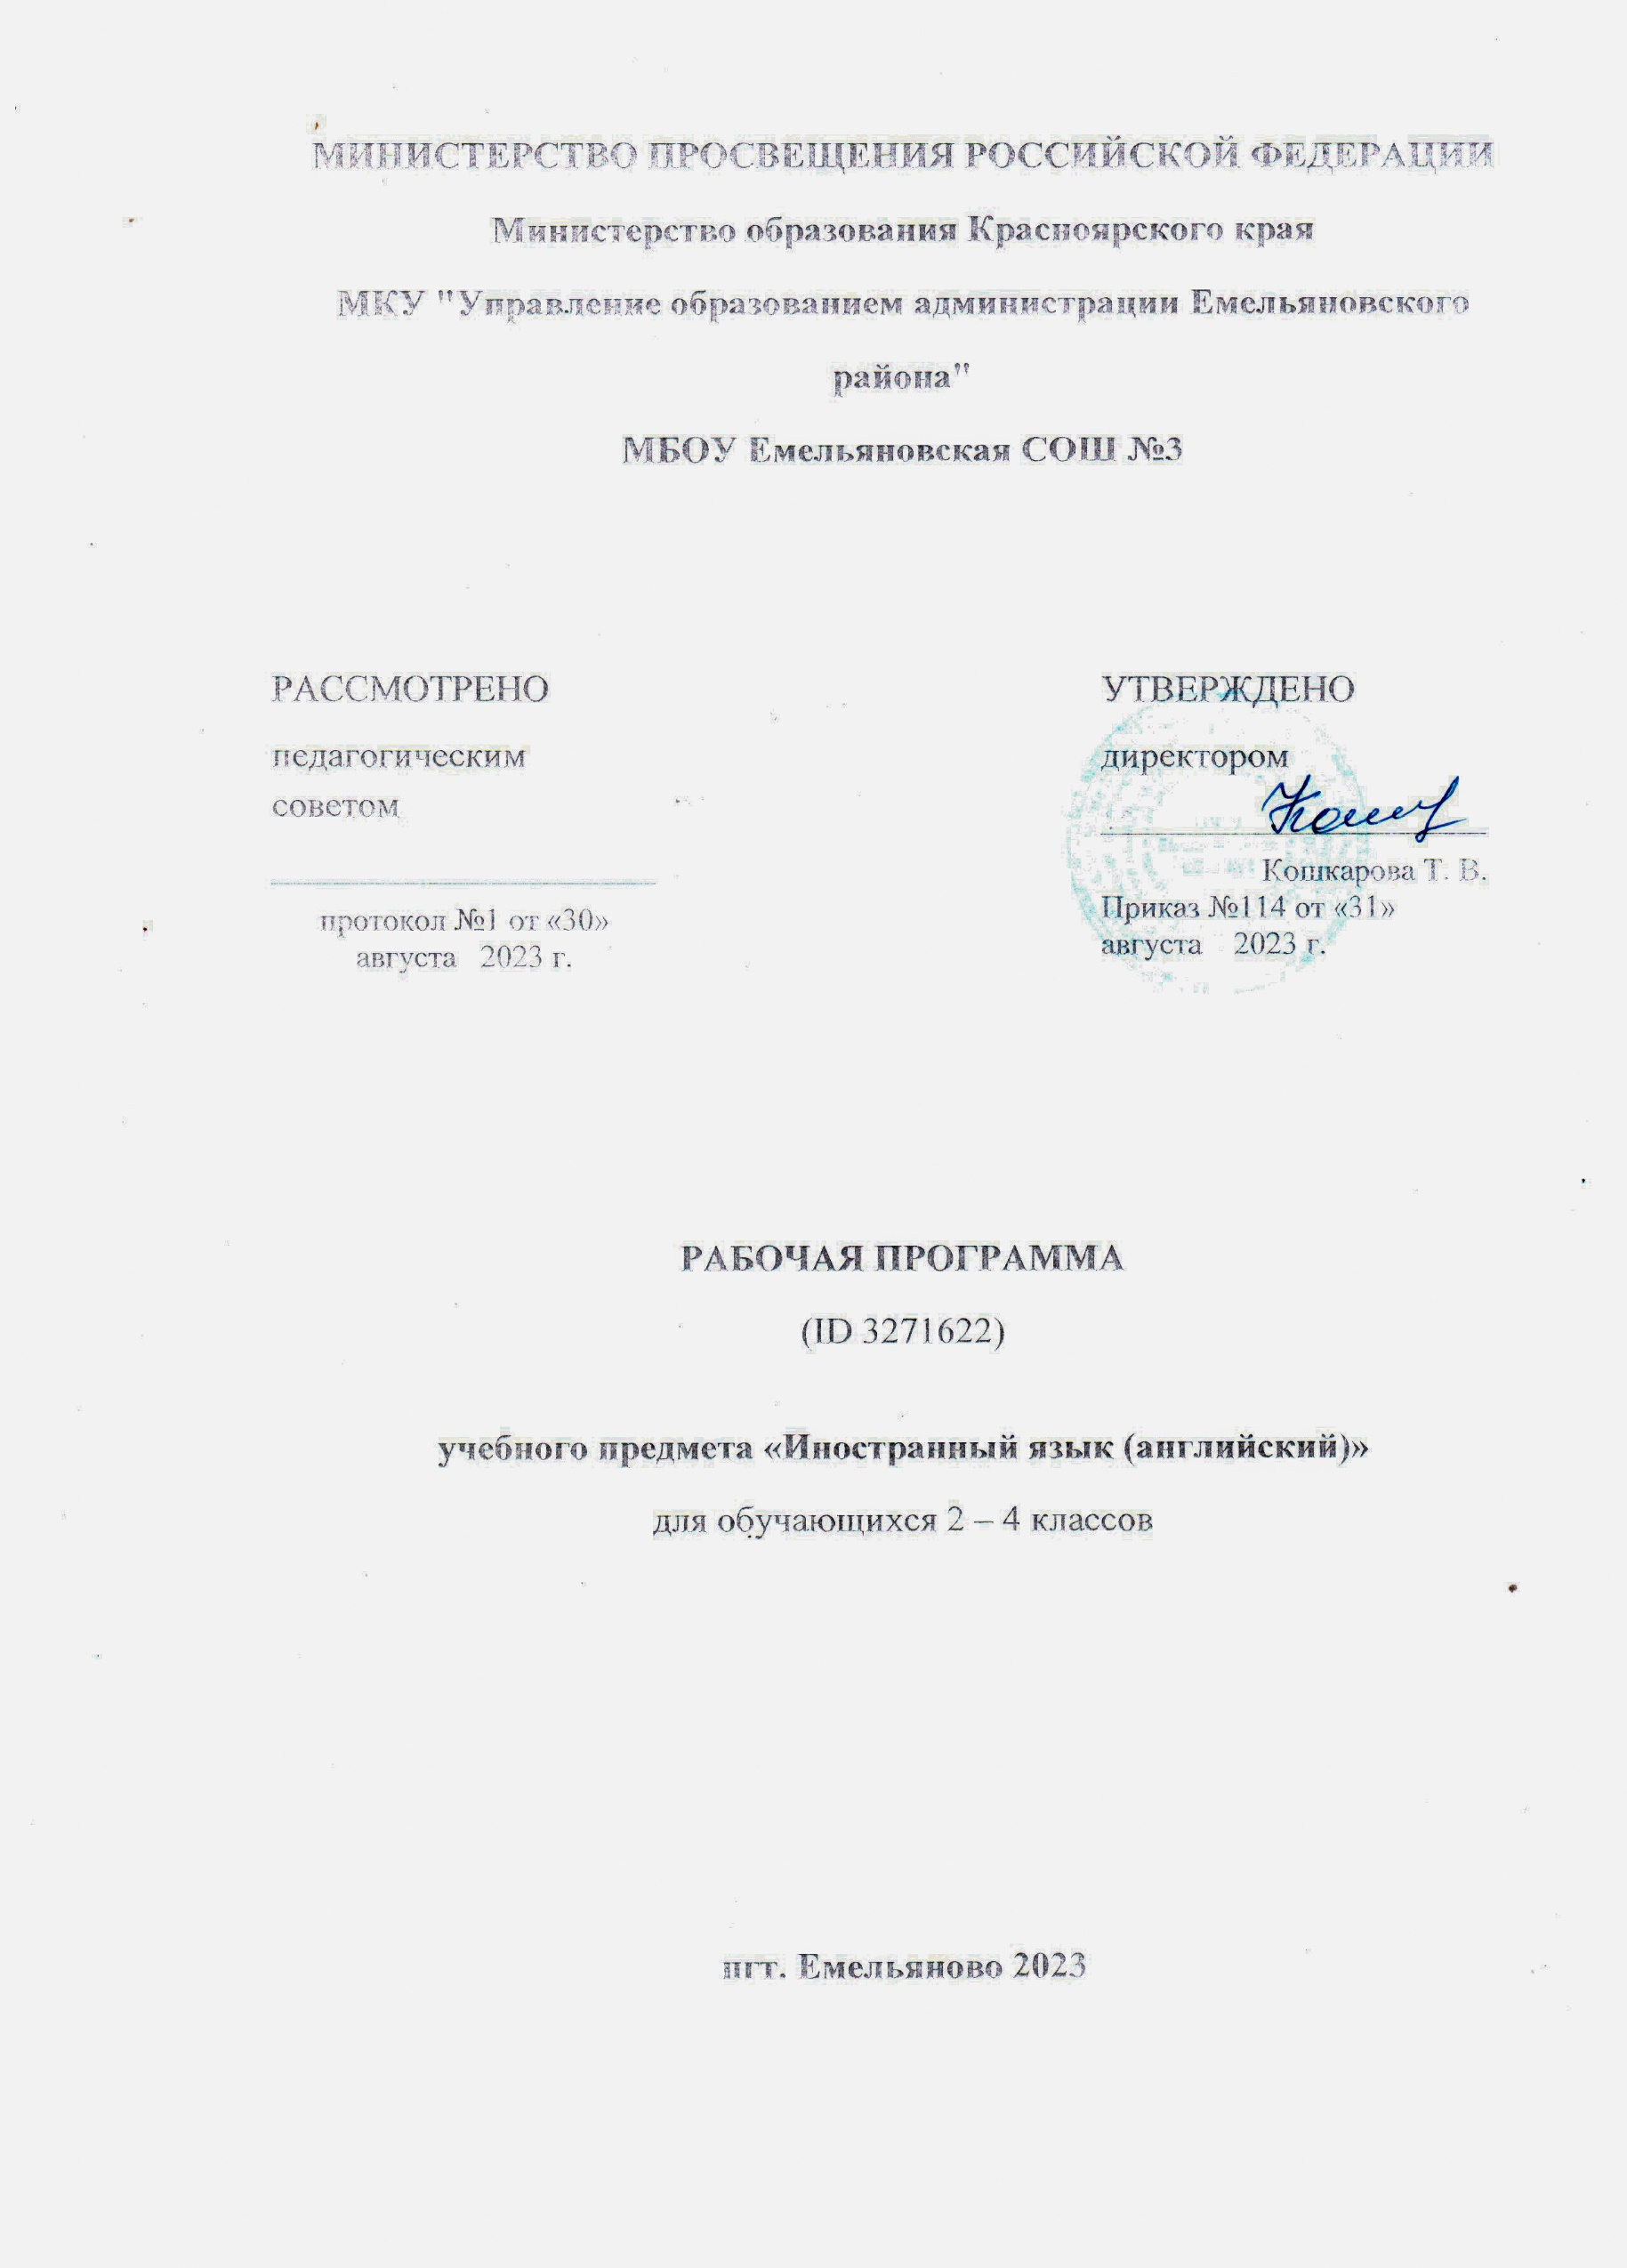 МИНИСТЕРСТВО ПРОСВЕЩЕНИЯ РОССИЙСКОЙ ФЕДЕРАЦИИ
Министерство образования Красноярского края
МКУ "Управление образованием администрации Емельяновского
района"
МБОУ Емельяновская СОШ №3
РАССМОТРЕНО
педагогическим
советом
протокол №1 от «30»
августа 2023 г.
УТВЕРЖДЕНО
директором
Кошкарова Т. В.
Приказ №114 от «31»
августа 2023 г.
РАБОЧАЯ ПРОГРАММА
(ID 3271622)
учебного предмета «Иностранный язык (английский)»
для обучающихся 2 – 4 классов
пгт. Емельяново 2023